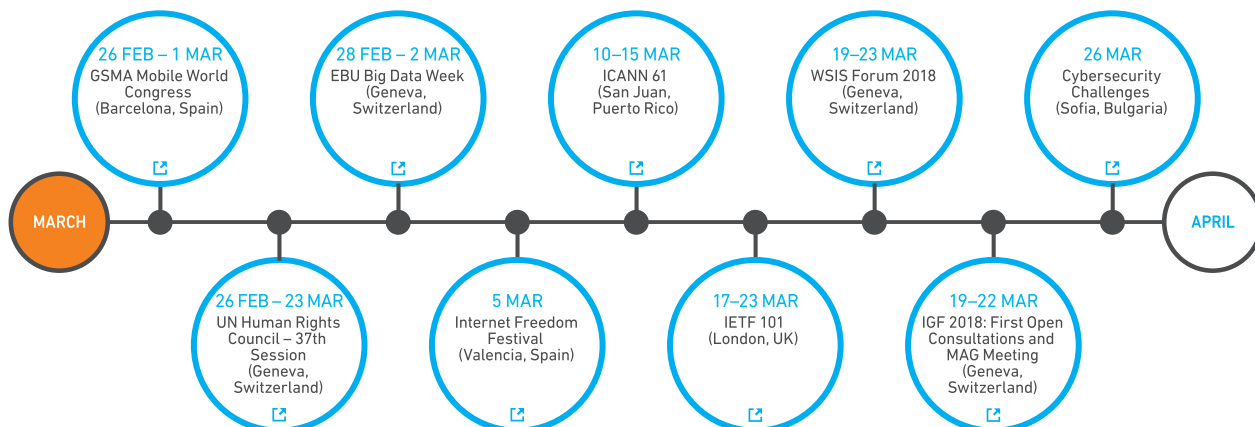 MARCH
26 FEB – 1 MAR
GSMA Mobile World
Congress
(Barcelona, Spain)
26 FEB – 23 MAR
UN Human Rights
Council – 37th
Session
(Geneva,
Switzerland)
28 FEB – 2 MAR
EBU Big Data Week
(Geneva,
Switzerland)
5 MAR
Internet Freedom
Festival
(Valencia, Spain)
10–15 MAR
ICANN 61
(San Juan,
Puerto Rico)
17–23 MAR
IETF 101
(London, UK)
19–23 MAR
WSIS Forum 2018
(Geneva,
Switzerland)
19–22 MAR
IGF 2018: First Open
Consultations and
MAG Meeting
(Geneva,
Switzerland)
26 MAR
Cybersecurity
Challenges
(Sofia, Bulgaria)
APRIL